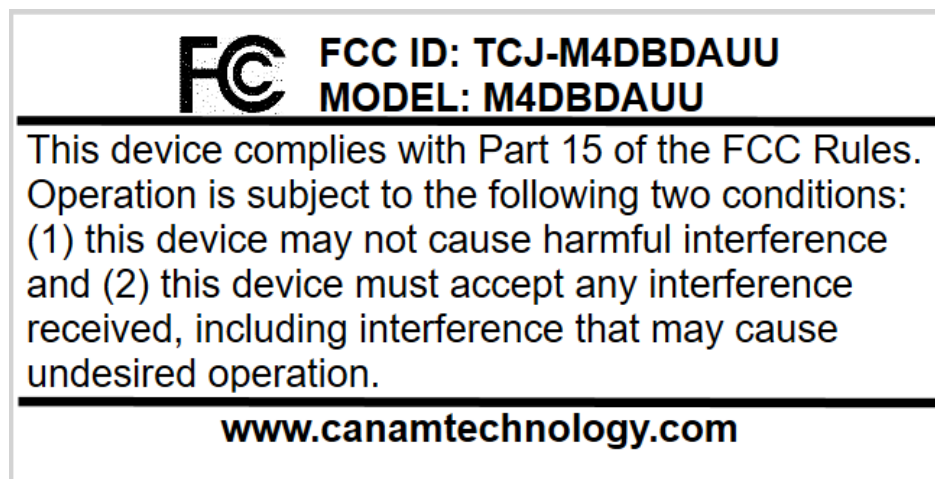 FC FCC ID: TCJ-M4DBDAUU
MODEL: M4DBDAUU
This device complies with Part 15 of the FCC Rules.
Operation is subject to the following two conditions:
(1) this device may not cause harmful interference
and (2) this device must accept any interference
received, including interference that may cause
undesired operation.
www.canamtechnology.com